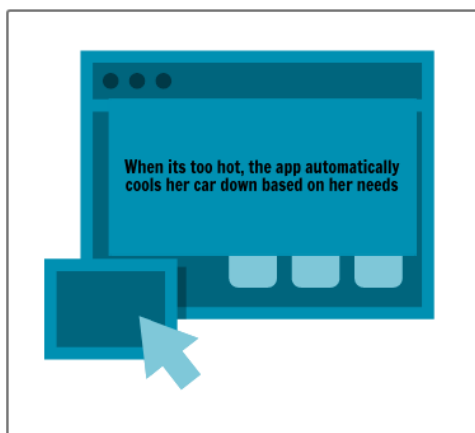 When its too hot, the app automatically
cools her car down based on her needs